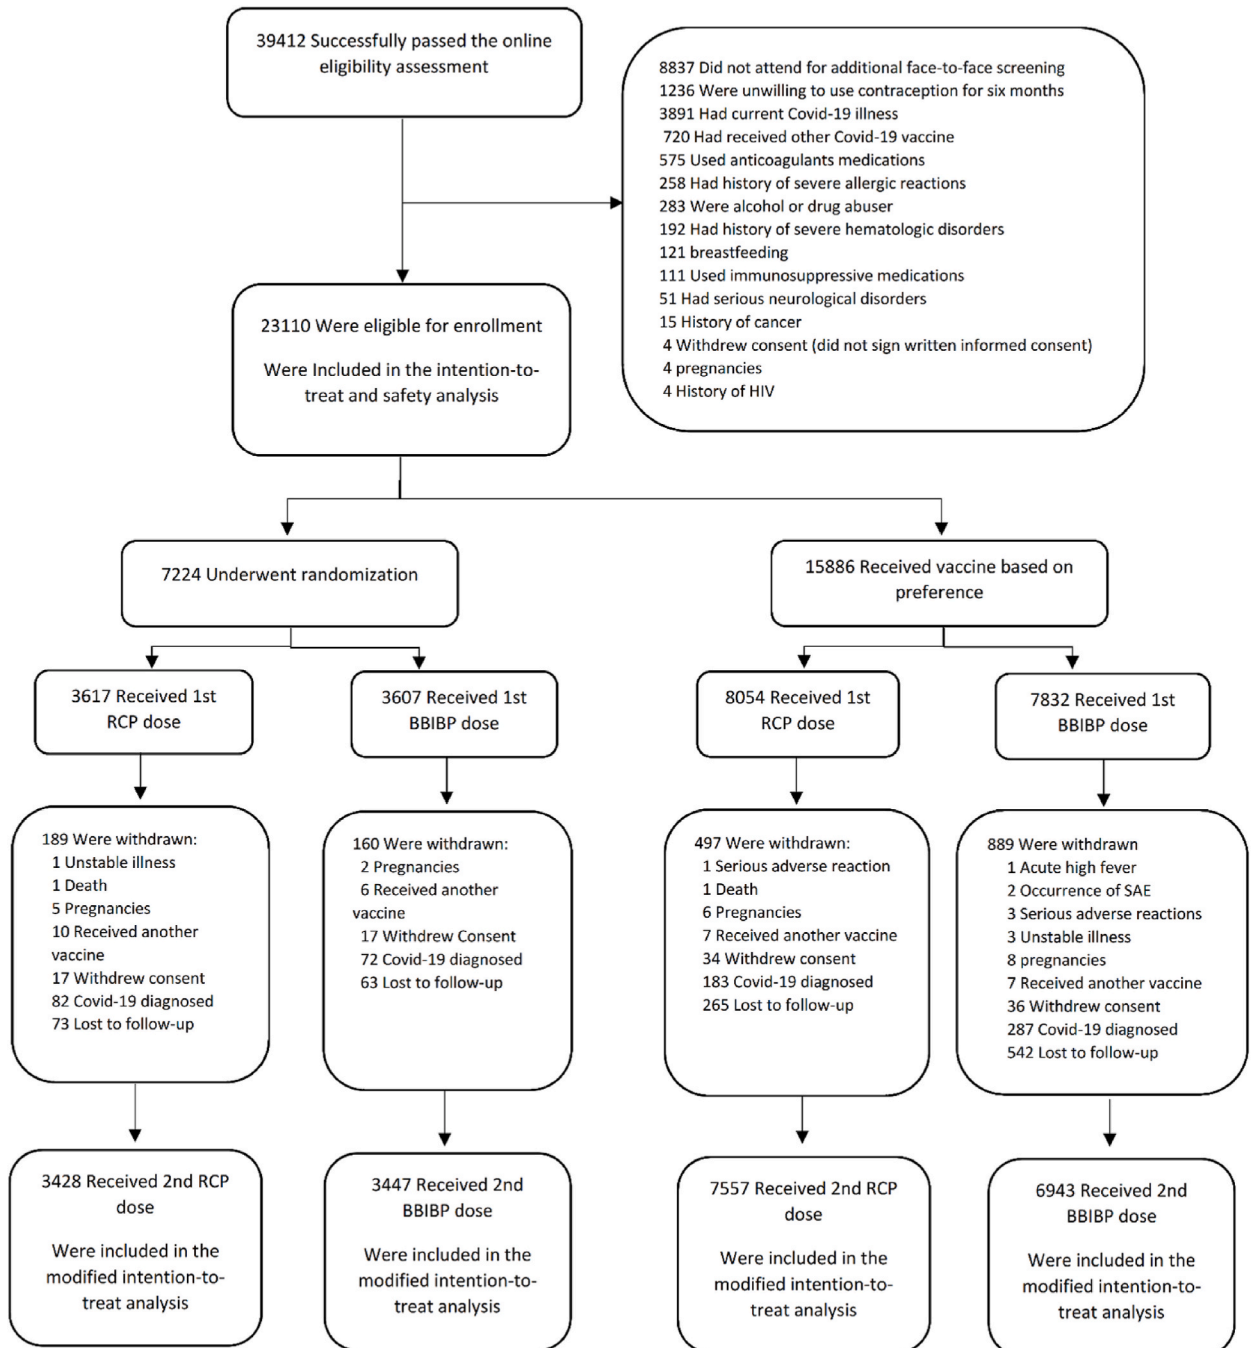 39412 Successfully passed the online
eligibility assessment
8837 Did not attend for additional face-to-face screening
1236 Were unwilling to use contraception for six months
3891 Had current Covid-19 illness
720 Had received other Covid-19 vaccine
575 Used anticoagulants medications
258 Had history of severe allergic reactions
283 Were alcohol or drug abuser
192 Had history of severe hematologic disorders
121 breastfeeding
111 Used immunosuppressive medications
51 Had serious neurological disorders
15 History of cancer
4 Withdrew consent (did not sign written informed consent)
4 pregnancies
4 History of HIV
23110 Were eligible for enrollment
Were Included in the intention-to-
treat and safety analysis
7224 Underwent randomization
15886 Received vaccine based on
preference
3617 Received 1st
RCP dose
3607 Received 1st
BBIBP dose
8054 Received 1st
RCP dose
7832 Received 1st
BBIBP dose
189 Were withdrawn:
1 Unstable illness
1 Death
5 Pregnancies
10 Received another
vaccine
17 Withdrew consent
82 Covid-19 diagnosed
73 Lost to follow-up
160 Were withdrawn:
2 Pregnancies
6 Received another
vaccine
17 Withdrew Consent
72 Covid-19 diagnosed
63 Lost to follow-up
497 Were withdrawn:
1 Serious adverse reaction
1 Death
6 Pregnancies
7 Received another vaccine
34 Withdrew consent
183 Covid-19 diagnosed
265 Lost to follow-up
889 Were withdrawn
1 Acute high fever
2 Occurrence of SAE
3 Serious adverse reactions
3 Unstable illness
8 pregnancies
7 Received another vaccine
36 Withdrew consent
287 Covid-19 diagnosed
542 Lost to follow-up
3428 Received 2nd RCP
dose
Were included in the
modified intention-to-
treat analysis
3447 Received 2nd
BBIBP dose
Were included in the
modified intention-to-
treat analysis
7557 Received 2nd RCP
dose
Were included in the
modified intention-to-
treat analysis
6943 Received 2nd
BBIBP dose
Were included in the
modified intention-to-
treat analysis